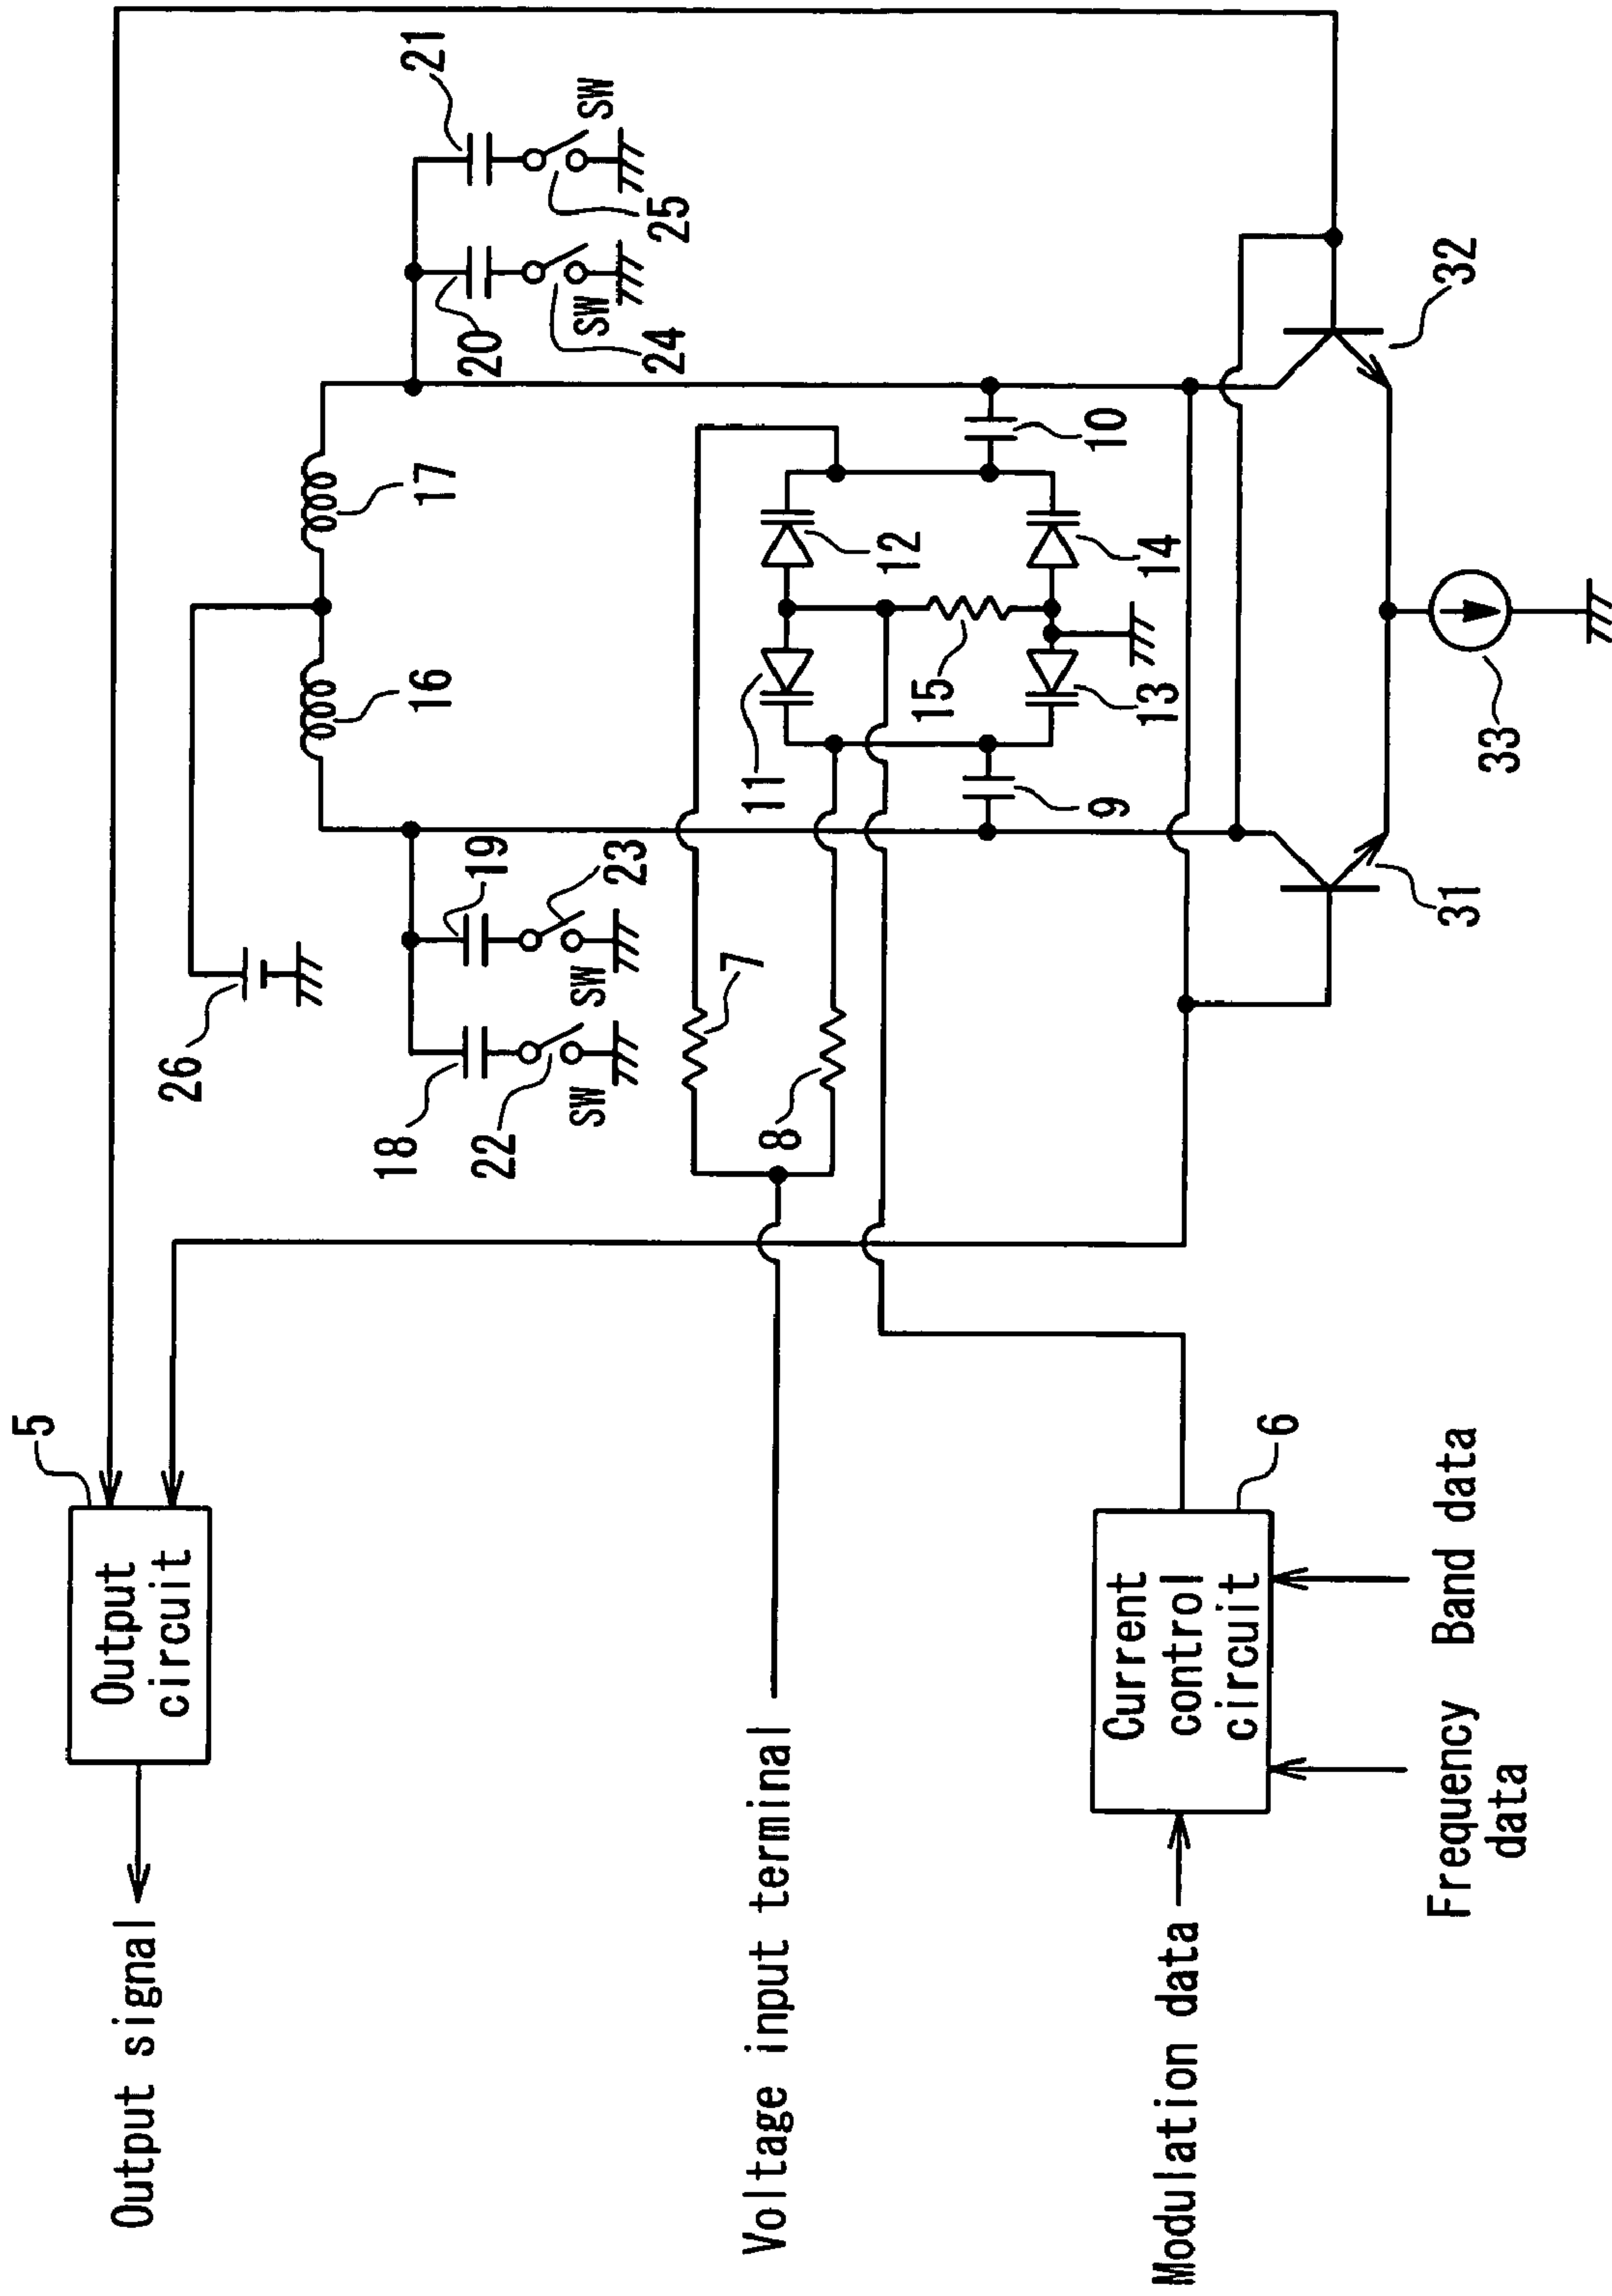 Output signal
Output
circuit
5
Voltage input terminal
Modulation data
Current
control
circuit
6
Frequency
data
Band data
26
16
17
18
19
20
21
22
SW
23
SW
24
SW
25
SW
7
8
9
10
11
12
13
14
15
31
32
33